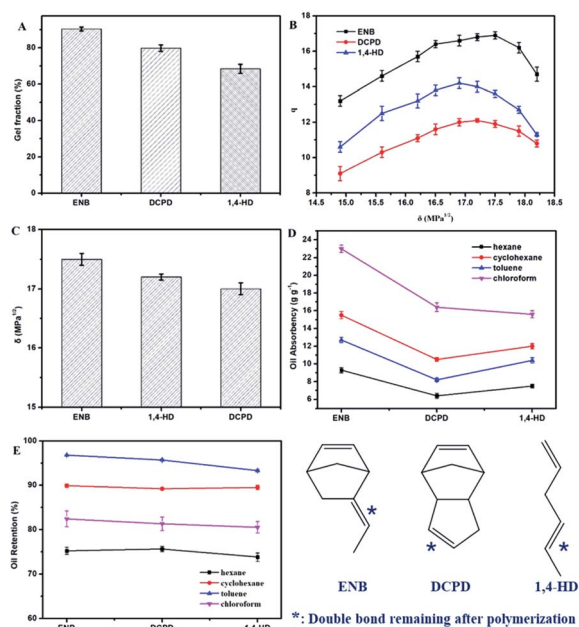 A
Gel fraction (%)
100
80
60
40
20
0
ENB
DCPD
1,4-HD
B
ENB
DCPD
1,4-HD
q
18
16
14
12
10
8
14.5 15.0 15.5 16.0 16.5 17.0 17.5 18.0 18.5
δ (MPa1/2)
C
δ (MPa1/2)
18
17
16
15
ENB
1,4-HD
DCPD
D
hexane
cyclohexane
toluene
chloroform
Oil Absorbency (g g-1)
24
22
20
18
16
14
12
10
8
6
ENB
DCPD
1,4-HD
E
Oil Retention (%)
100
90
80
70
60
hexane
cyclohexane
toluene
chloroform
ENB
DCPD
1,4-HD
*
*
*
ENB
DCPD
1,4-HD
*: Double bond remaining after polymerization